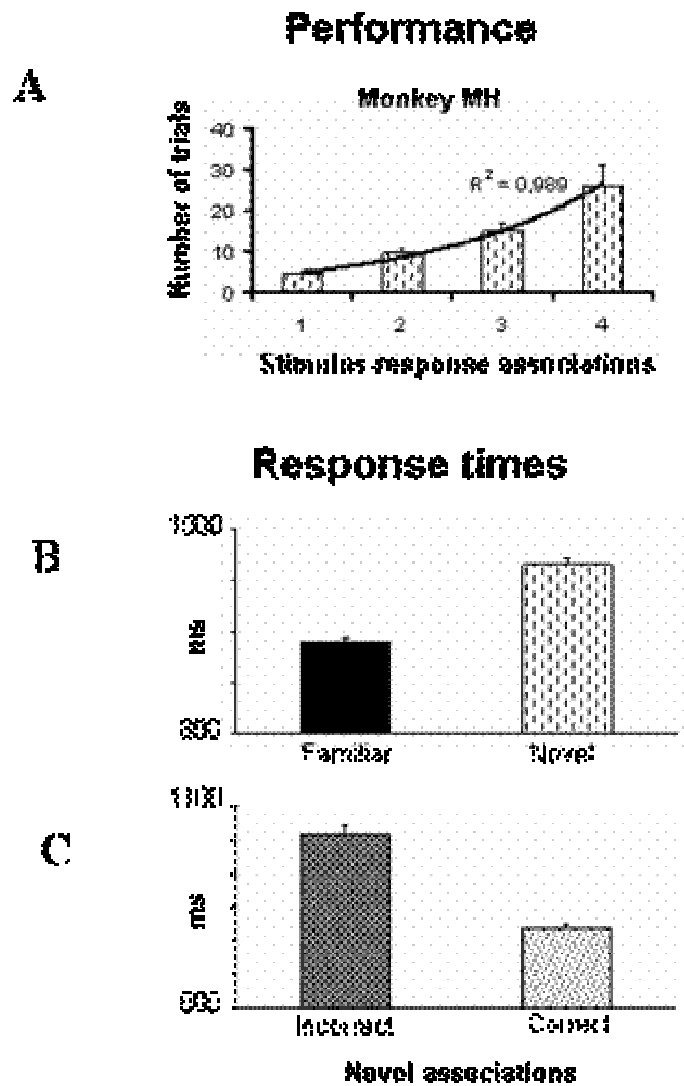 Performance
A
Monkey MH
Number of trials
40
30
20
10
0
R² = 0,989
1 2 3 4
Stimulus-response associations
Response times
B
1000
ms
Familiar Novel
C
ms
Incorrect Correct
Novel associations